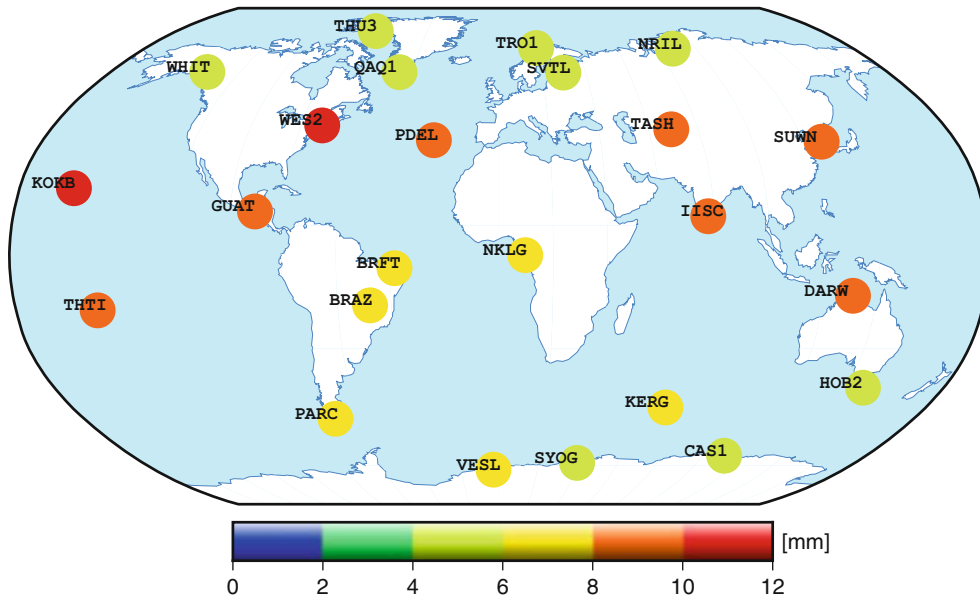 THU3
TRO1
NRIL
WHIT
QAQ1
SVTL
WES2
PDEL
TASH
SUWN
KOKB
GUAT
IISC
NKLG
BRFT
BRAZ
DARW
THTI
HOB2
KERG
PARC
CAS1
SYOG
VESL
[mm]
0 2 4 6 8 10 12